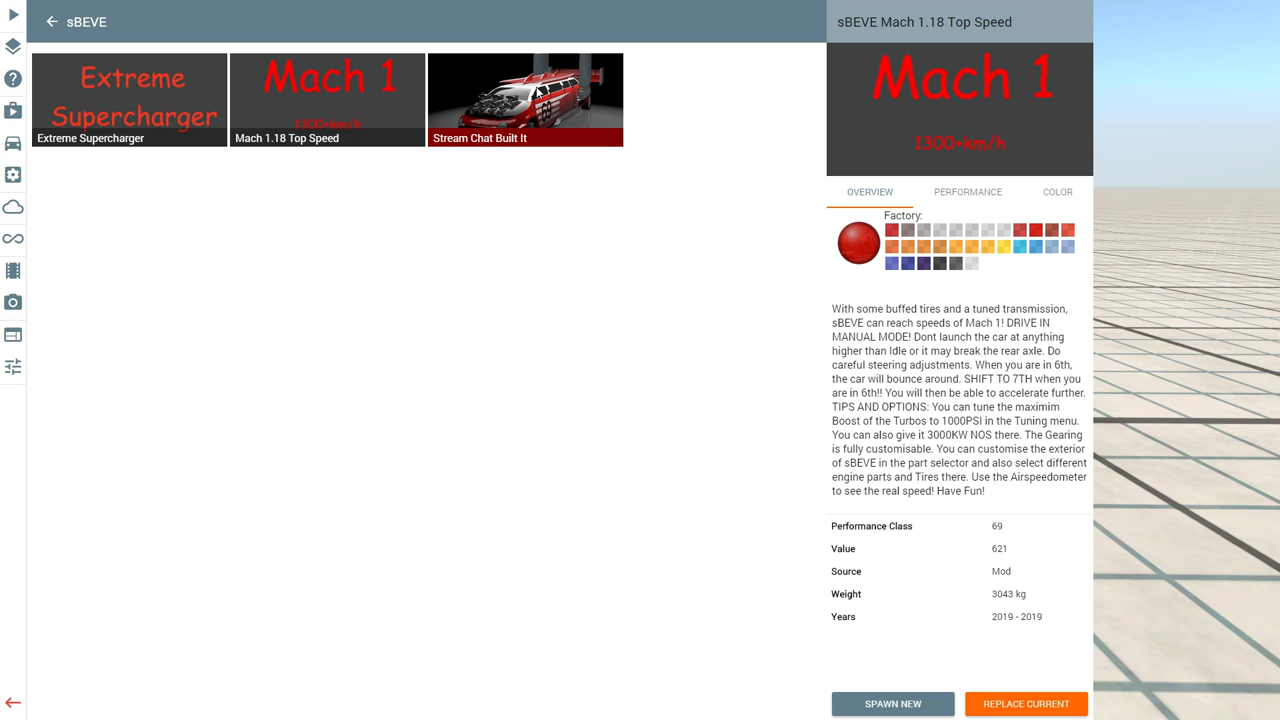 sBEVE
Extreme
Supercharger
Extreme Supercharger
Mach 1
1300+km/h
Mach 1.18 Top Speed
Stream Chat Built It
sBEVE Mach 1.18 Top Speed
Mach 1
1300+km/h
OVERVIEW PERFORMANCE COLOR
Factory:
With some buffed tires and a tuned transmission,
sBEVE can reach speeds of Mach 1! DRIVE IN
MANUAL MODE! Dont launch the car at anything
higher than Idle or it may break the rear axle. Do
careful steering adjustments. When you are in 6th,
the car will bounce around. SHIFT TO 7TH when you
are in 6th!! You will then be able to accelerate further.
TIPS AND OPTIONS: You can tune the maximim
Boost of the Turbos to 1000PSI in the Tuning menu.
You can also give it 3000KW NOS there. The Gearing
is fully customisable. You can customise the exterior
of sBEVE in the part selector and also select different
engine parts and Tires there. Use the Airspeedometer
to see the real speed! Have Fun!
Performance Class 69
Value 621
Source Mod
Weight 3043 kg
Years 2019 - 2019
SPAWN NEW REPLACE CURRENT